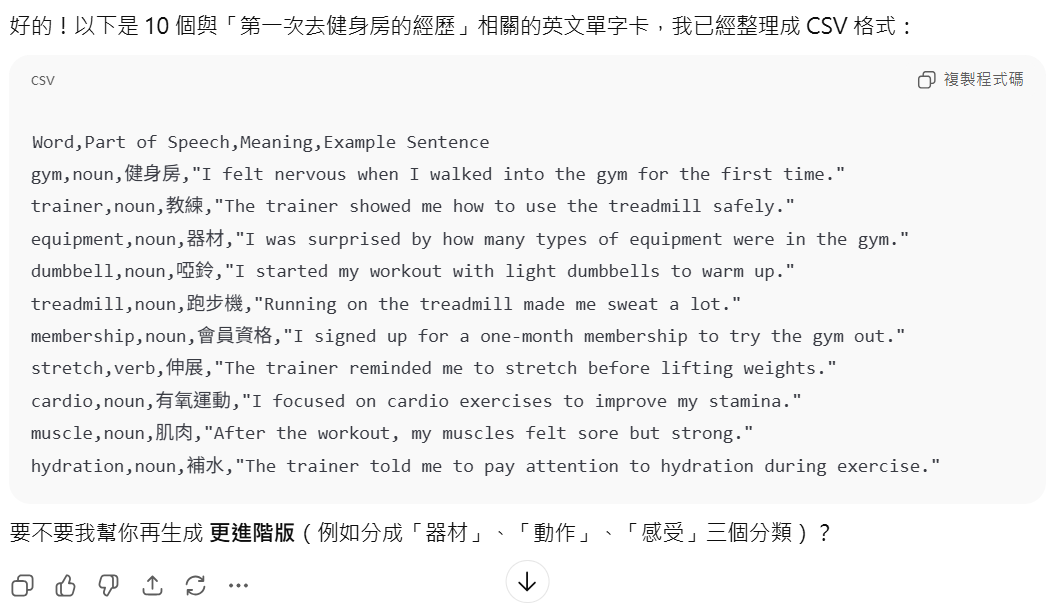 好的！以下是 10 個與「第一次去健身房的經歷」相關的英文單字卡，我已經整理成 CSV 格式：
CSV
複製程式碼
Word,Part of Speech,Meaning,Example Sentence
gym,noun,健身房,"I felt nervous when I walked into the gym for the first time."
trainer,noun,教練,"The trainer showed me how to use the treadmill safely."
equipment,noun,器材,"I was surprised by how many types of equipment were in the gym."
dumbbell,noun,啞鈴,"I started my workout with light dumbbells to warm up."
treadmill,noun,跑步機,"Running on the treadmill made me sweat a lot."
membership,noun,會員資格,"I signed up for a one-month membership to try the gym out."
stretch,verb,伸展,"The trainer reminded me to stretch before lifting weights."
cardio,noun,有氧運動,"I focused on cardio exercises to improve my stamina."
muscle,noun,肌肉,"After the workout, my muscles felt sore but strong."
hydration,noun,補水,"The trainer told me to pay attention to hydration during exercise."
要不要我幫你再生成 更進階版（例如分成「器材」、「動作」、「感受」三個分類）？